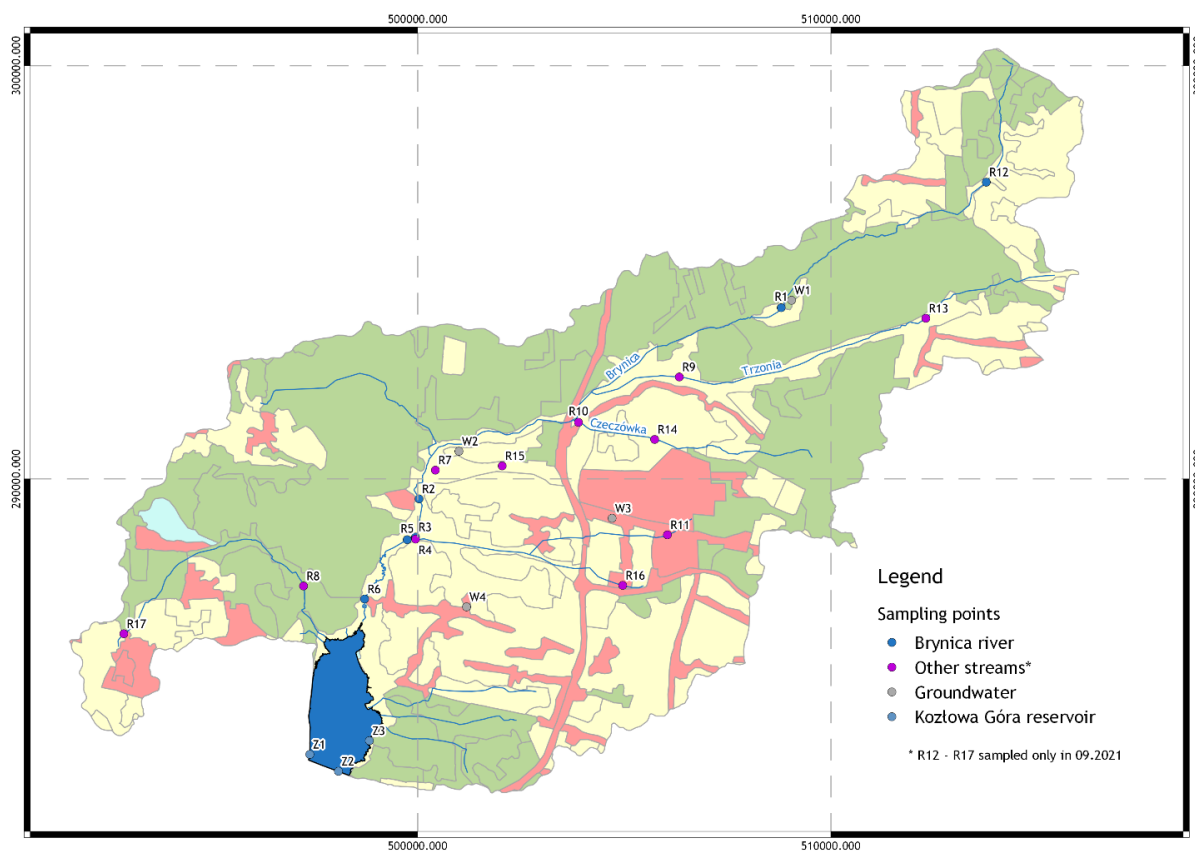 500000.000 510000.000
300000.000
R12
R1 W1
R13
Brynica
Trzonia
R9
R10
Czeczówka
R14
W2
R7 R15
290000.000
R2
W3
R5 R3
R4
R11
R8
R6
R16
W4
R17
Z3
Z1
Z2
Legend
Sampling points
Brynica river
Other streams*
Groundwater
Kozłowa Góra reservoir
* R12 - R17 sampled only in 09.2021
500000.000 510000.000